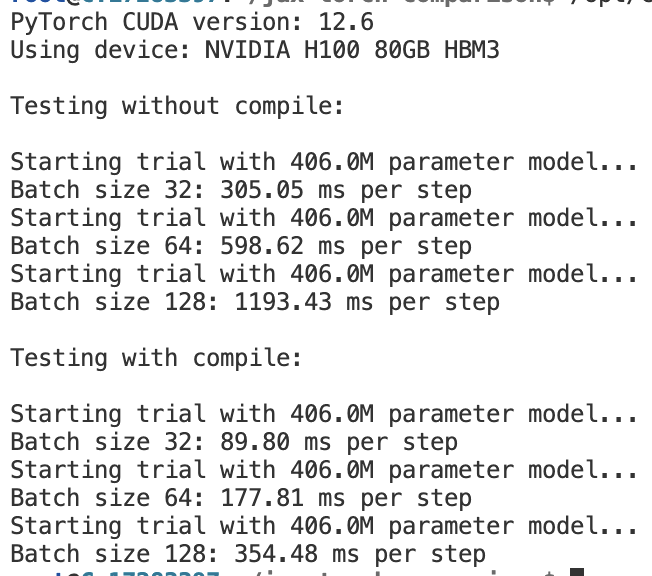 PyTorch CUDA version: 12.6
Using device: NVIDIA H100 80GB HBM3
Testing without compile:
Starting trial with 406.0M parameter model...
Batch size 32: 305.05 ms per step
Starting trial with 406.0M parameter model...
Batch size 64: 598.62 ms per step
Starting trial with 406.0M parameter model...
Batch size 128: 1193.43 ms per step
Testing with compile:
Starting trial with 406.0M parameter model...
Batch size 32: 89.80 ms per step
Starting trial with 406.0M parameter model...
Batch size 64: 177.81 ms per step
Starting trial with 406.0M parameter model...
Batch size 128: 354.48 ms per step